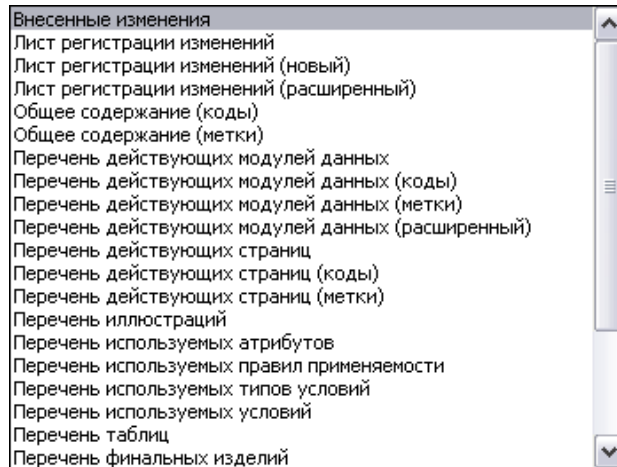 Внесенные изменения
Лист регистрации изменений
Лист регистрации изменений (новый)
Лист регистрации изменений (расширенный)
Общее содержание (коды)
Общее содержание (метки)
Перечень действующих модулей данных
Перечень действующих модулей данных (коды)
Перечень действующих модулей данных (метки)
Перечень действующих модулей данных (расширенный)
Перечень действующих страниц
Перечень действующих страниц (коды)
Перечень действующих страниц (метки)
Перечень иллюстраций
Перечень используемых атрибутов
Перечень используемых правил применяемости
Перечень используемых типов условий
Перечень используемых условий
Перечень таблиц
Перечень финальных изделий